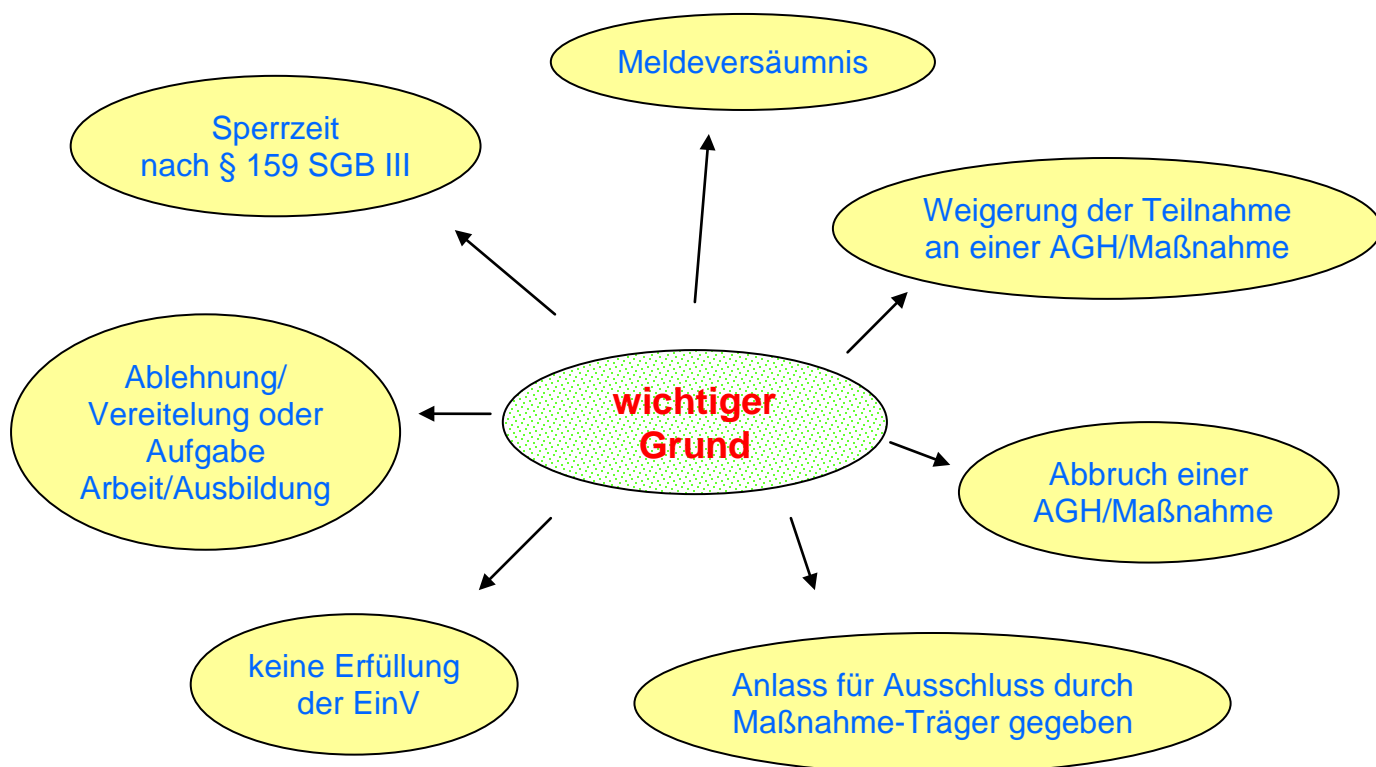 Meldeversäumnis
Sperrzeit
nach § 159 SGB III
Weigerung der Teilnahme
an einer AGH/Maßnahme
Ablehnung/
Vereitelung oder
Aufgabe
Arbeit/Ausbildung
wichtiger
Grund
Abbruch einer
AGH/Maßnahme
keine Erfüllung
der EinV
Anlass für Ausschluss durch
Maßnahme-Träger gegeben